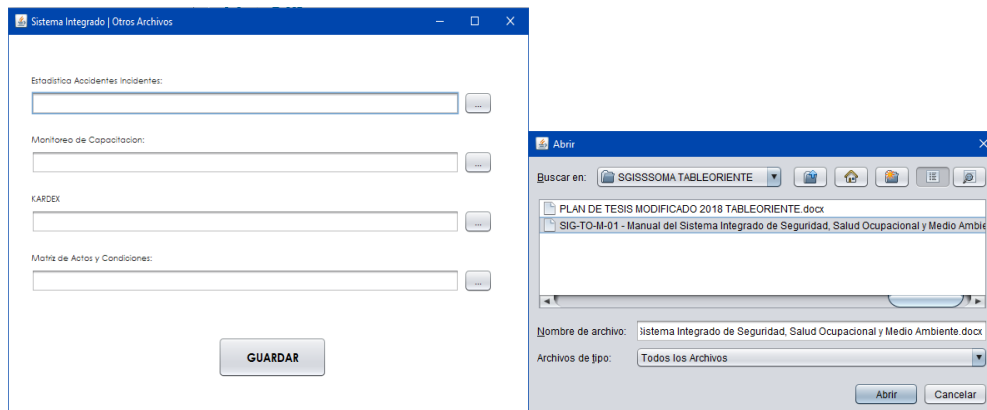 Sistema Integrado | Otros Archivos
Estadistica Accidentes Incidentes:
...
Monitoreo de Capacitacion:
...
KARDEX
...
Matriz de Actos y Condiciones:
...
GUARDAR
Abrir
Buscar en: SGISSSOMA TABLEORIENTE
PLAN DE TESIS MODIFICADO 2018 TABLEORIENTE.docx
SIG-TO-M-01 - Manual del Sistema Integrado de Seguridad, Salud Ocupacional y Medio Ambie
Nombre de archivo: Sistema Integrado de Seguridad, Salud Ocupacional y Medio Ambiente.docx
Archivos de tipo: Todos los Archivos
Abrir Cancelar